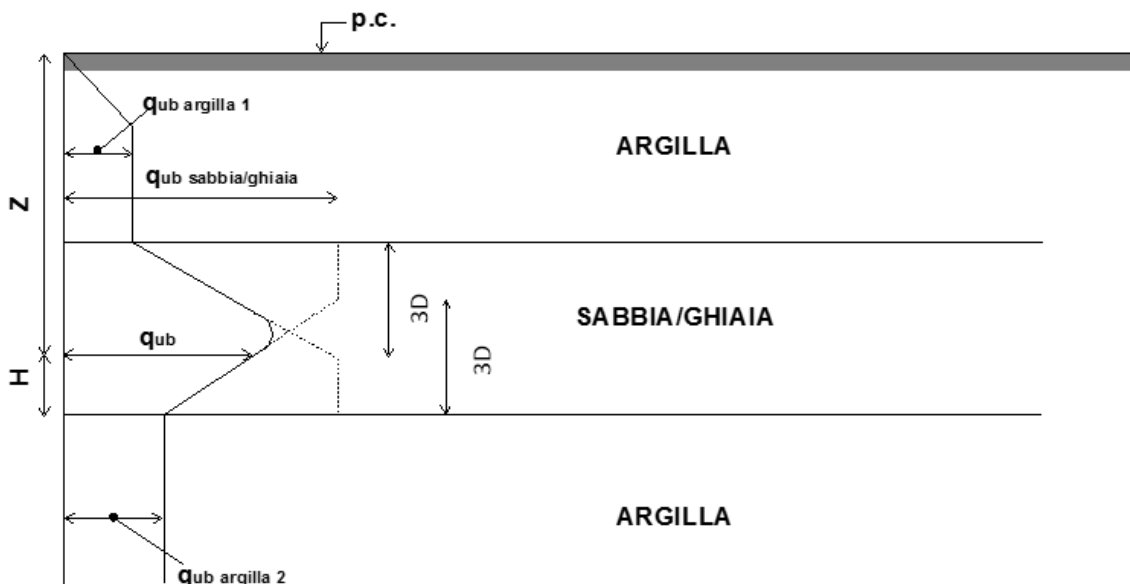 p.c.
qub argilla 1
ARGILLA
qub sabbia/ghiaia
Z
3D
SABBIA/GHIAIA
qub
3D
H
ARGILLA
qub argilla 2